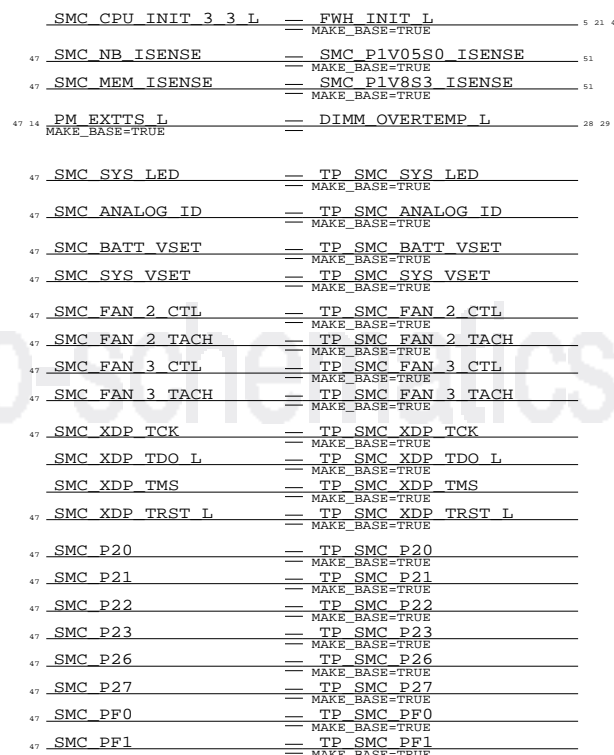 SMC_CPU_INIT_3_3_L FWH_INIT_L 5 21
MAKE_BASE=TRUE
47 SMC_NB_ISENSE SMC_P1V05S0_ISENSE 51
MAKE_BASE=TRUE
47 SMC_MEM_ISENSE SMC_P1V8S3_ISENSE 51
MAKE_BASE=TRUE
47 14 PM_EXTTS_L DIMM_OVERTEMP_L 28 29
MAKE_BASE=TRUE
47 SMC_SYS_LED TP_SMC_SYS_LED
MAKE_BASE=TRUE
47 SMC_ANALOG_ID TP_SMC_ANALOG_ID
MAKE_BASE=TRUE
47 SMC_BATT_VSET TP_SMC_BATT_VSET
MAKE_BASE=TRUE
47 SMC_SYS_VSET TP_SMC_SYS_VSET
MAKE_BASE=TRUE
47 SMC_FAN_2_CTL TP_SMC_FAN_2_CTL
MAKE_BASE=TRUE
47 SMC_FAN_2_TACH TP_SMC_FAN_2_TACH
MAKE_BASE=TRUE
47 SMC_FAN_3_CTL TP_SMC_FAN_3_CTL
MAKE_BASE=TRUE
47 SMC_FAN_3_TACH TP_SMC_FAN_3_TACH
MAKE_BASE=TRUE
47 SMC_XDP_TCK TP_SMC_XDP_TCK
MAKE_BASE=TRUE
SMC_XDP_TDO_L TP_SMC_XDP_TDO_L
MAKE_BASE=TRUE
SMC_XDP_TMS TP_SMC_XDP_TMS
MAKE_BASE=TRUE
47 SMC_XDP_TRST_L TP_SMC_XDP_TRST_L
MAKE_BASE=TRUE
47 SMC_P20 TP_SMC_P20
MAKE_BASE=TRUE
47 SMC_P21 TP_SMC_P21
MAKE_BASE=TRUE
47 SMC_P22 TP_SMC_P22
MAKE_BASE=TRUE
47 SMC_P23 TP_SMC_P23
MAKE_BASE=TRUE
47 SMC_P26 TP_SMC_P26
MAKE_BASE=TRUE
47 SMC_P27 TP_SMC_P27
MAKE_BASE=TRUE
47 SMC_PF0 TP_SMC_PF0
MAKE_BASE=TRUE
47 SMC_PF1 TP_SMC_PF1
MAKE_BASE=TRUE
-schematics